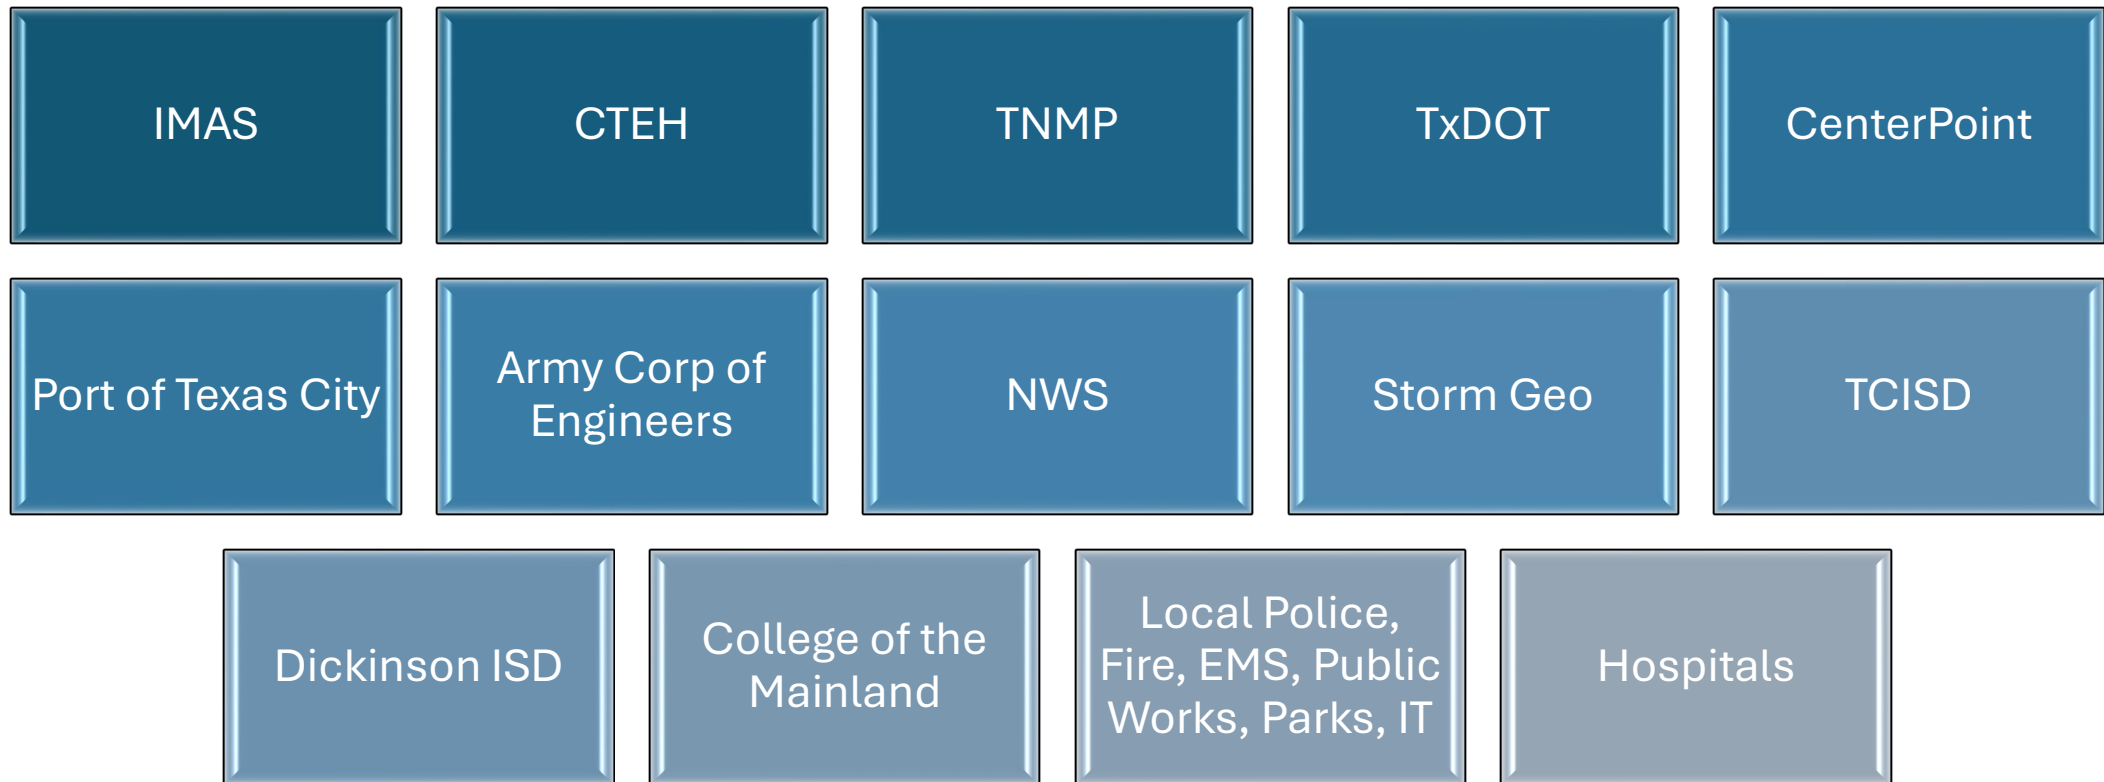 IMAS
CTEH
TNMP
TxDOT
CenterPoint
Port of Texas City
Army Corp of
Engineers
NWS
Storm Geo
TCISD
Dickinson ISD
College of the
Mainland
Local Police,
Fire, EMS, Public
Works, Parks, IT
Hospitals